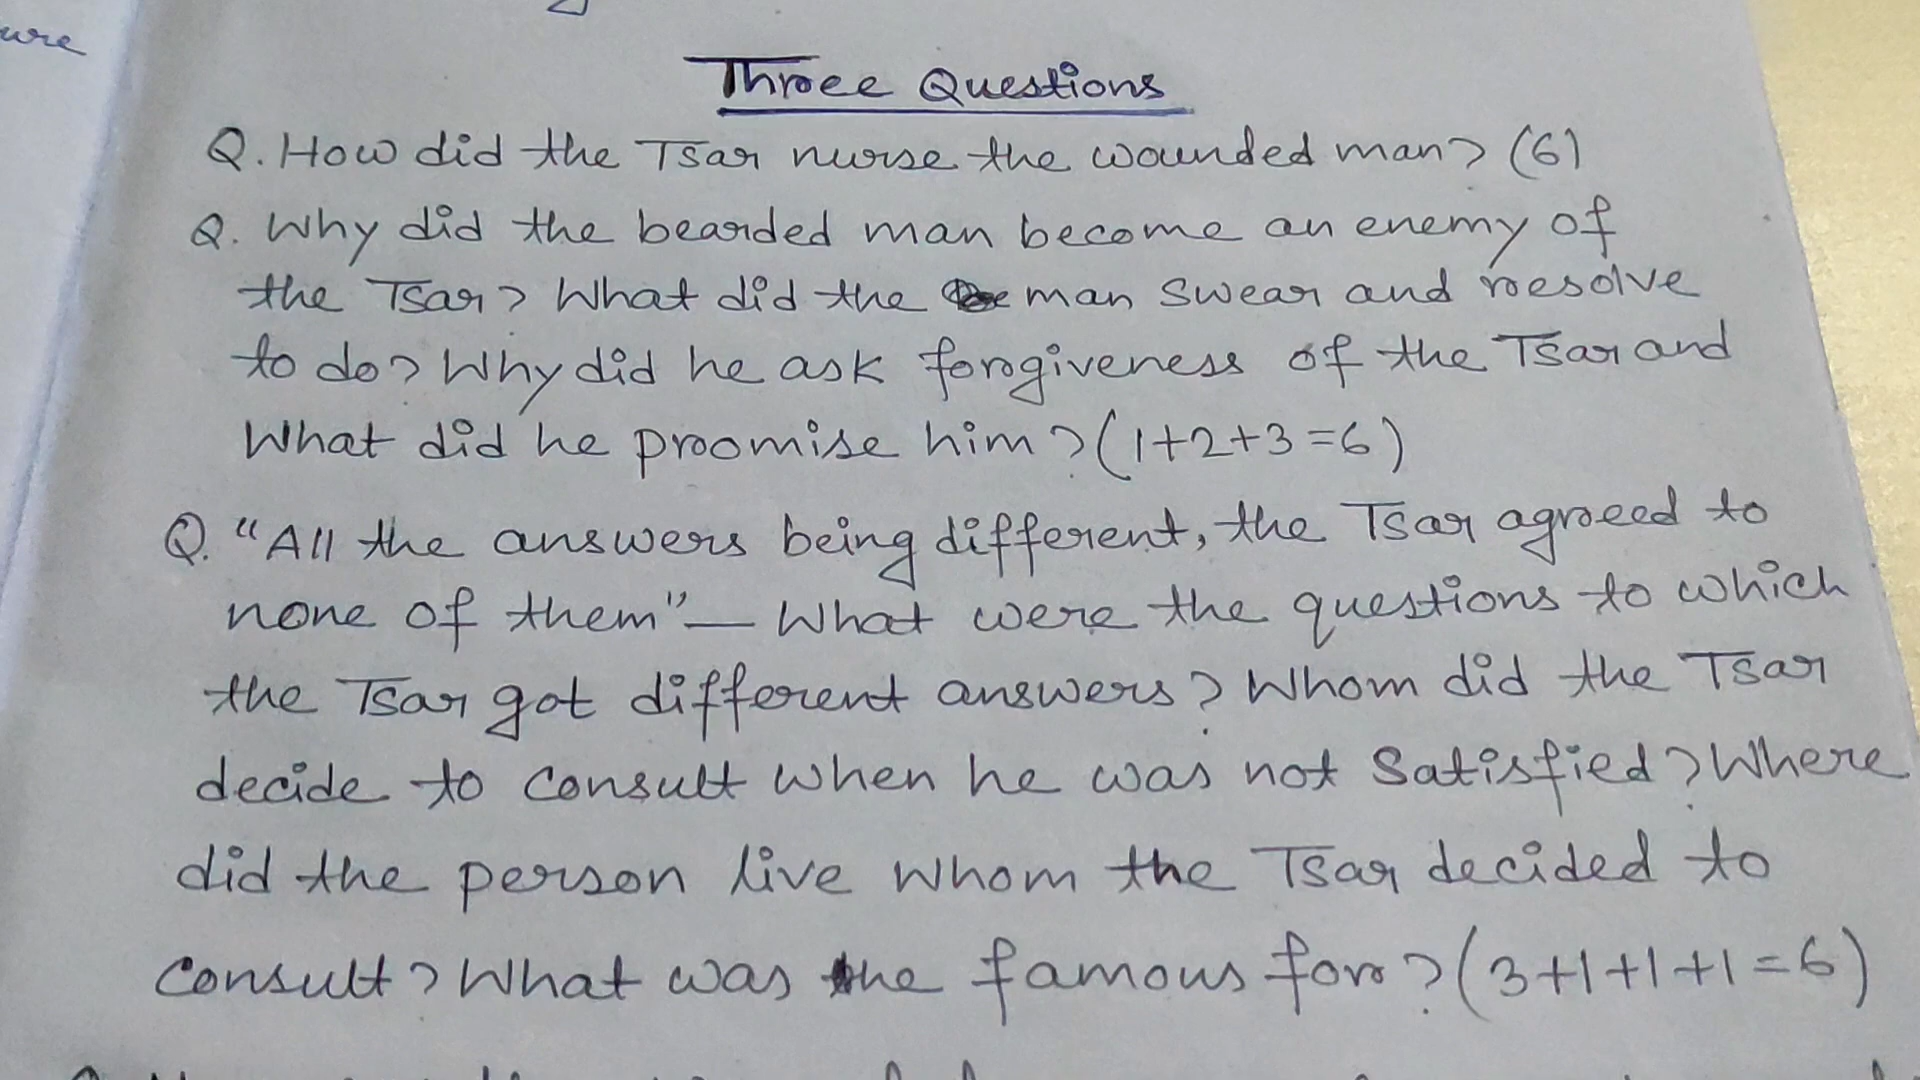 ure
Three Questions
Q. How did the Tsar nurse the wounded man? (6)
Q. Why did the bearded man become an enemy of
the Tsar? What did the man swear and resolve
to do? Why did he ask forgiveness of the Tsar and
What did he promise him? (1+2+3=6)
Q. "All the answers being different, the Tsar agreed to
none of them" — What were the questions to which
the Tsar got different answers? Whom did the Tsar
decide to consult when he was not Satisfied? Where
did the person live whom the Tsar decided to
consult? What was he famous for? (3+1+1+1=6)